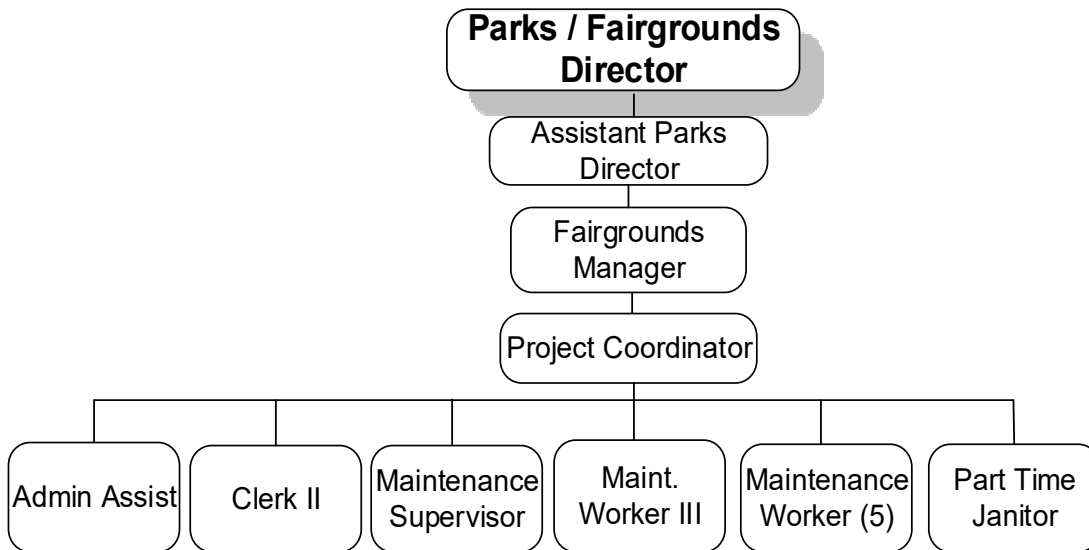 Parks / Fairgrounds
Director
Assistant Parks
Director
Fairgrounds
Manager
Project Coordinator
Admin Assist
Clerk II
Maintenance
Supervisor
Maint.
Worker III
Maintenance
Worker (5)
Part Time
Janitor